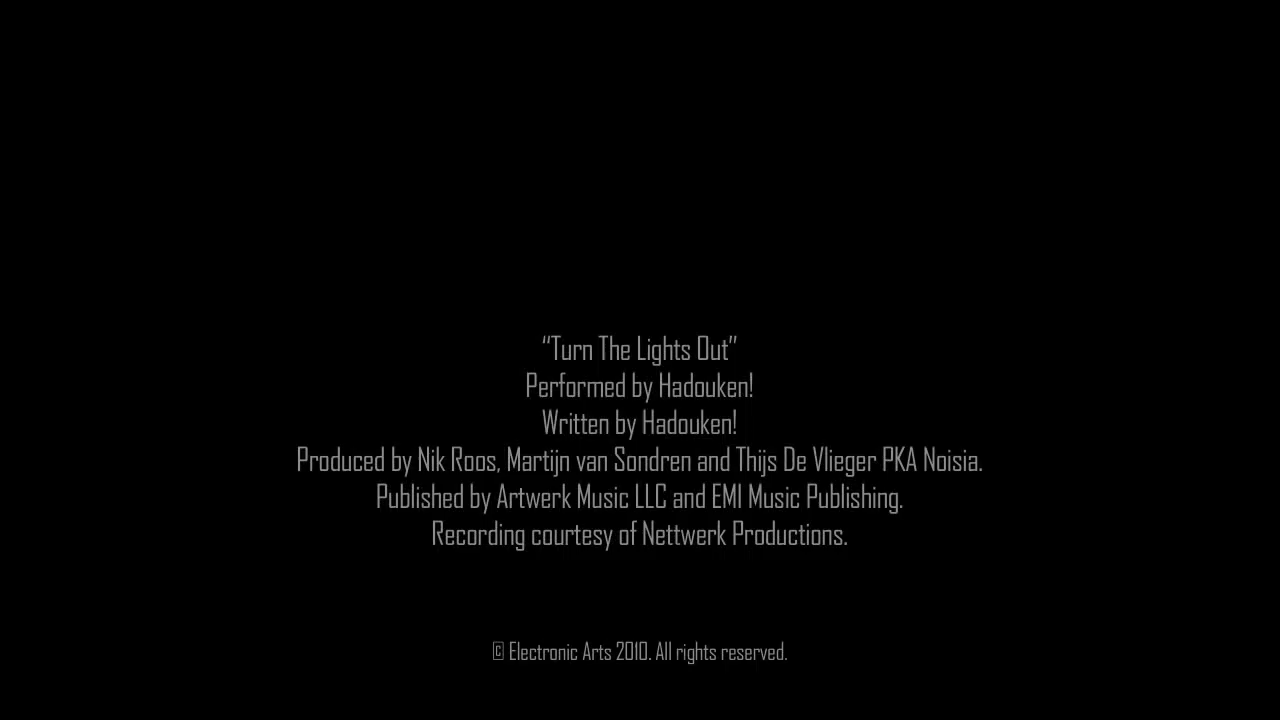 “Turn The Lights Out”
Performed by Hadouken!
Written by Hadouken!
Produced by Nik Roos, Martijn van Sondren and Thijs De Vlieger PKA Noisia.
Published by Artwerk Music LLC and EMI Music Publishing.
Recording courtesy of Nettwerk Productions.
© Electronic Arts 2010. All rights reserved.